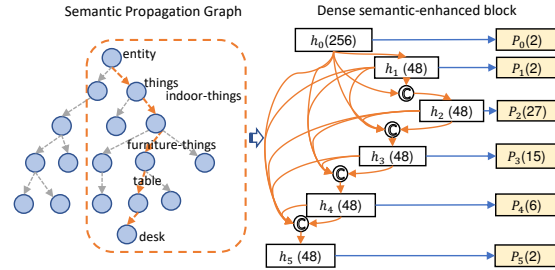 Semantic Propagation Graph
entity
things
indoor-things
furniture-things
table
desk
Dense semantic-enhanced block
h0(256)
P0(2)
h1 (48)
P1(2)
C
h2 (48)
P2(27)
C
h3 (48)
P3(15)
C
h4 (48)
P4(6)
C
h5 (48)
P5(2)